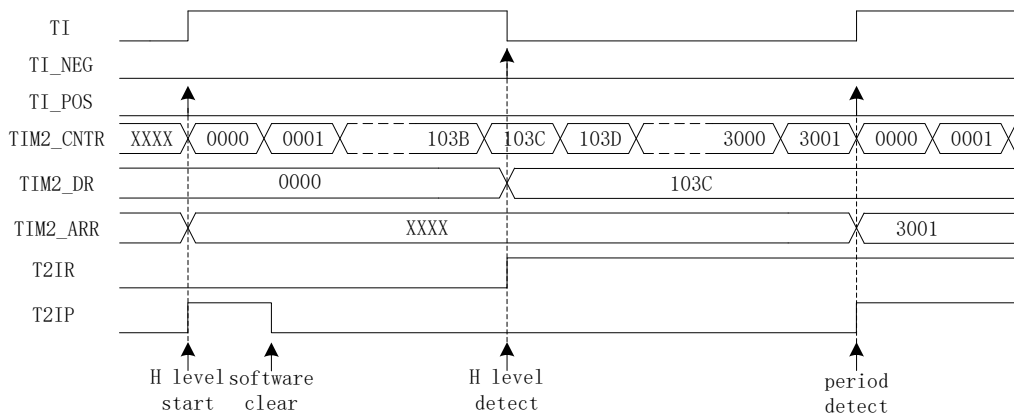 TI
TI_NEG
TI_POS
TIM2_CNTR XXXX 0000 0001 103B 103C 103D 3000 3001 0000 0001
TIM2_DR 0000 103C
TIM2_ARR XXXX 3001
T2IR
T2IP
H level start
software clear
H level detect
period detect